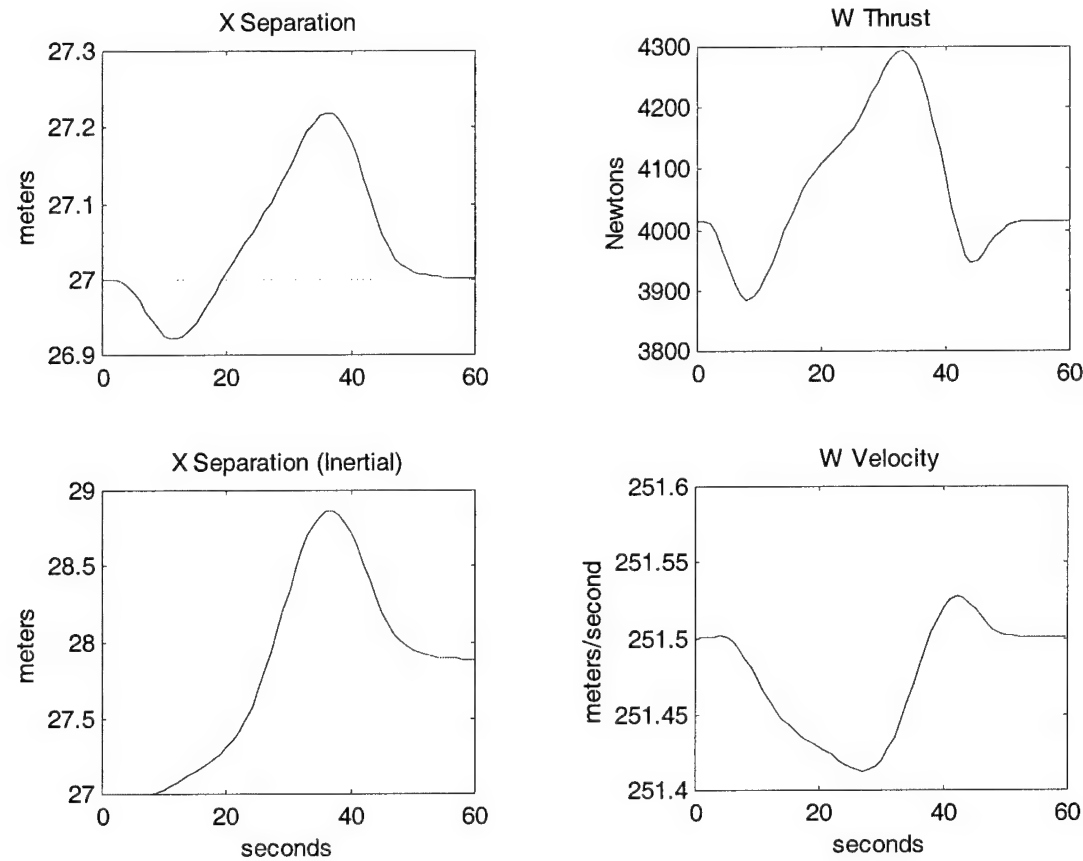 X Separation
27.3
27.2
27.1
27
26.9
meters
0 20 40 60
W Thrust
4300
4200
4100
4000
3900
3800
Newtons
0 20 40 60
X Separation (Inertial)
29
28.5
28
27.5
27
meters
0 20 40 60
seconds
W Velocity
251.6
251.55
251.5
251.45
251.4
meters/second
0 20 40 60
seconds